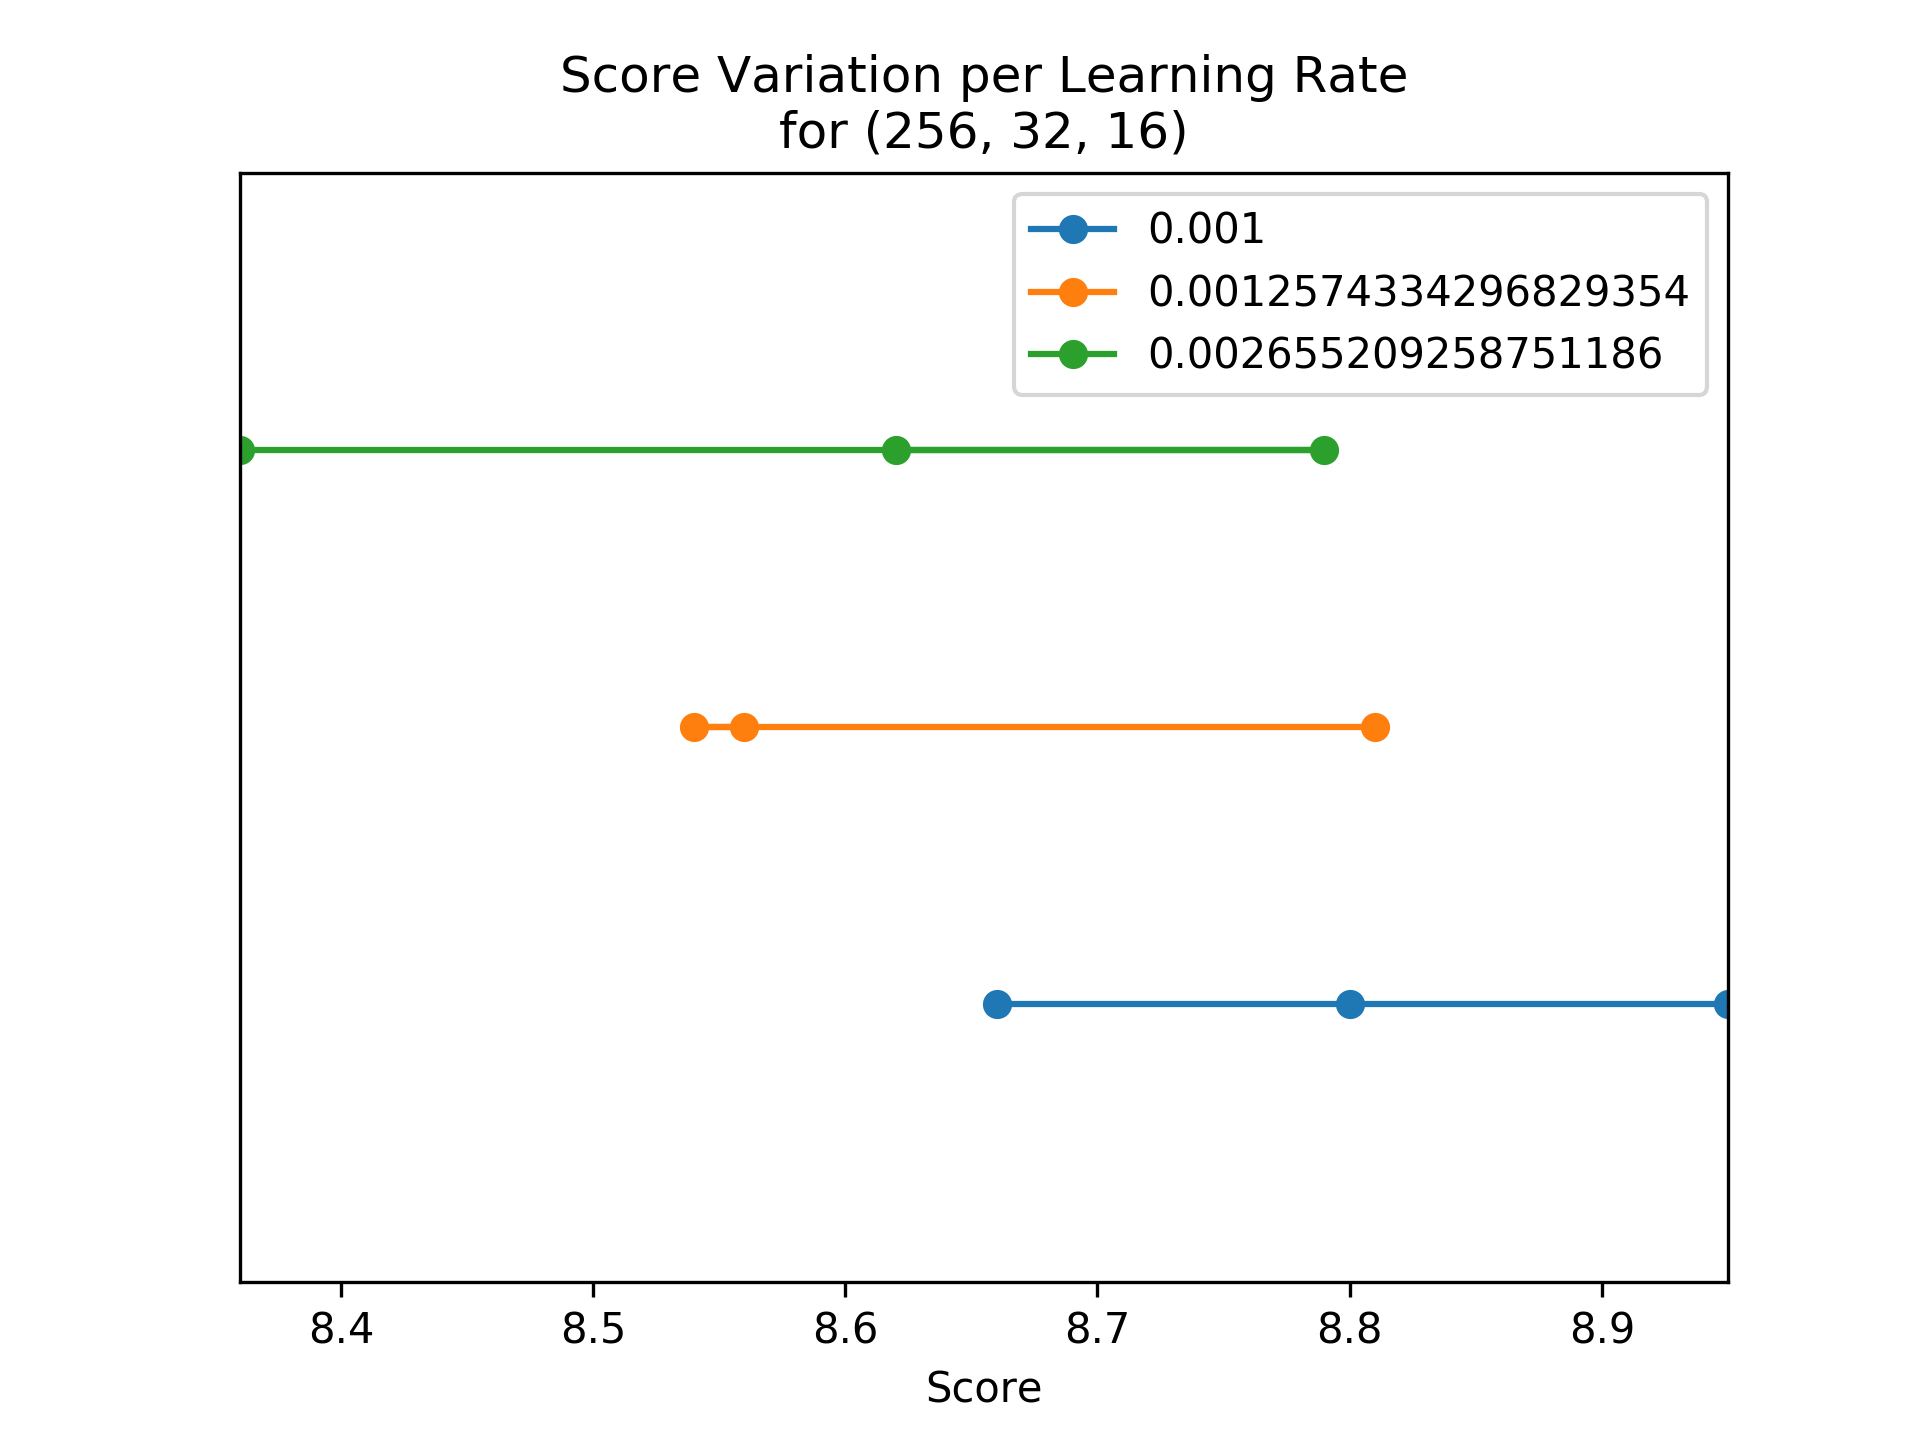 Score Variation per Learning Rate
for (256, 32, 16)
0.001
0.0012574334296829354
0.002655209258751186
8.4 8.5 8.6 8.7 8.8 8.9
Score